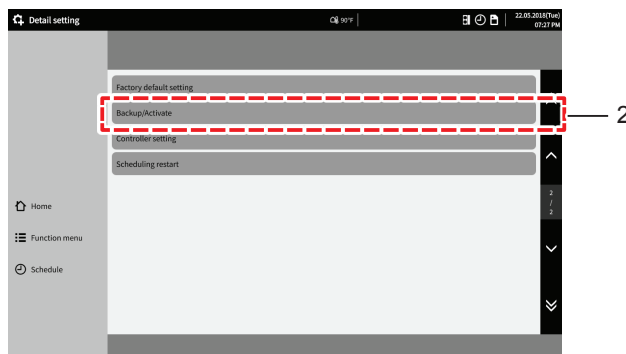 Detail setting
90°F
22.05.2018(Tue)
07:27 PM
Factory default setting
Backup/Activate
2
Controller setting
Scheduling restart
2
/
2
Home
Function menu
Schedule